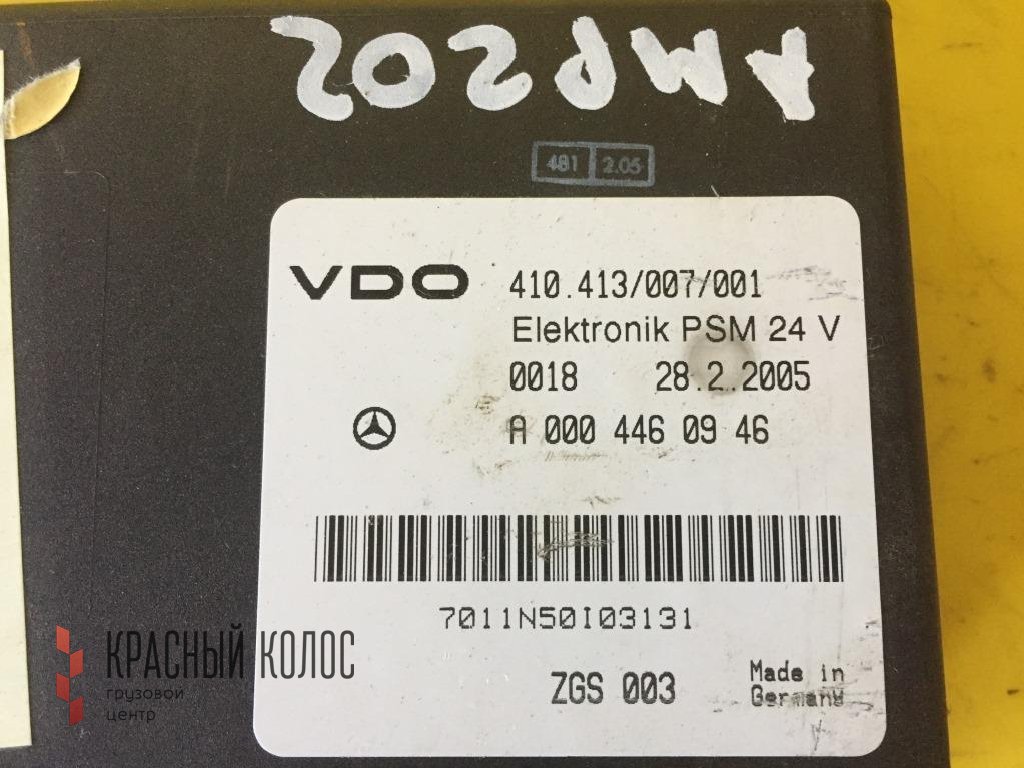 481 2.05
VDO 410.413/007/001
Elektronik PSM 24 V
0018 28.2.2005
A 000 446 09 46
7011N50I03131
ZGS 003
Made in
Germany
КРАСНЫЙ КОЛОС
грузовой
центр